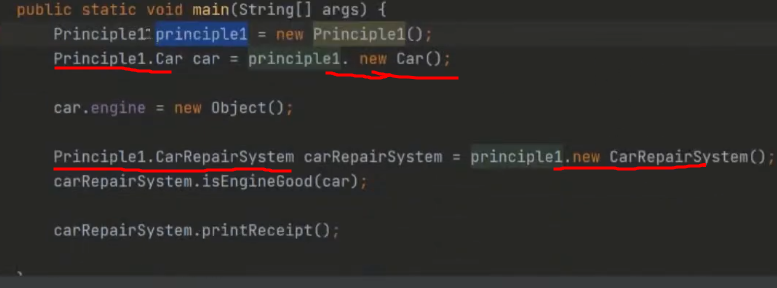 public static void main(String[] args) {
Principle1 principle1 = new Principle1();
Principle1.Car car = principle1. new Car();
car.engine = new Object();
Principle1.CarRepairSystem carRepairSystem = principle1.new CarRepairSystem();
carRepairSystem.isEngineGood(car);
carRepairSystem.printReceipt();